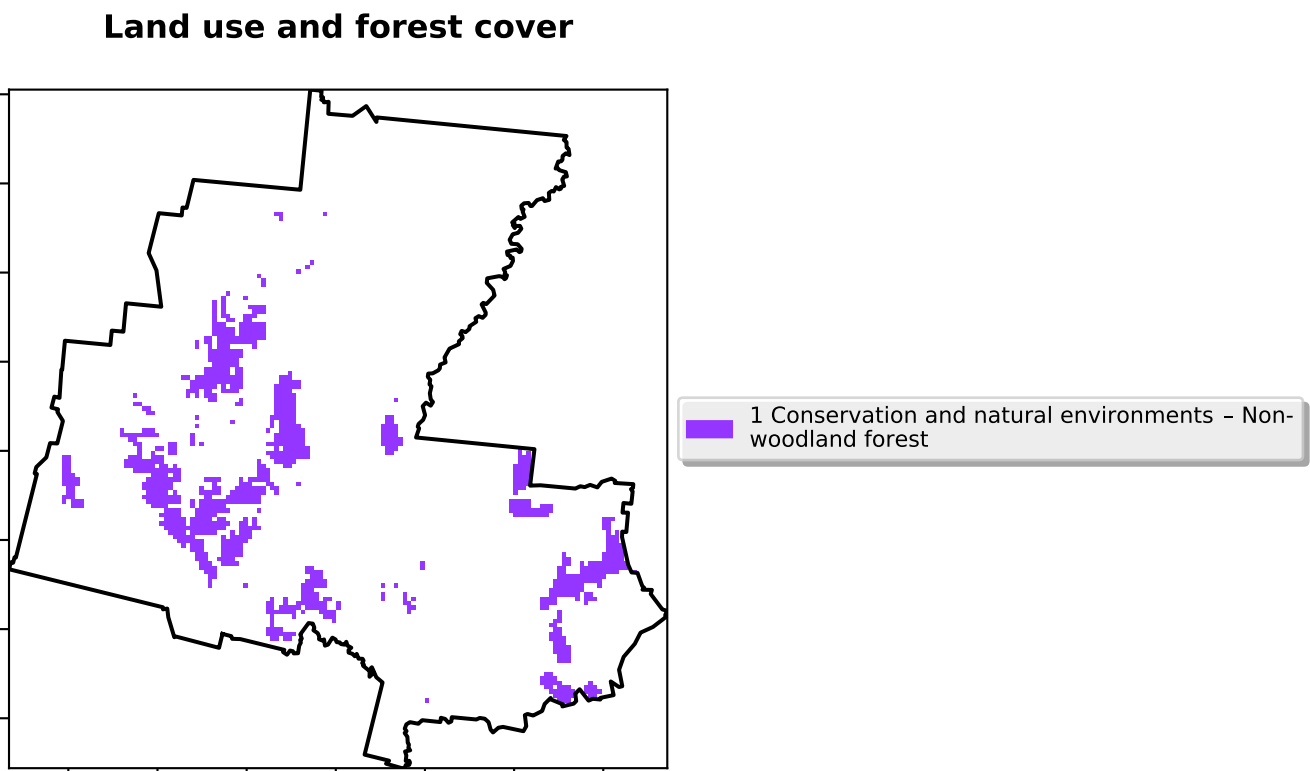 Land use and forest cover
1 Conservation and natural environments – Non-
woodland forest